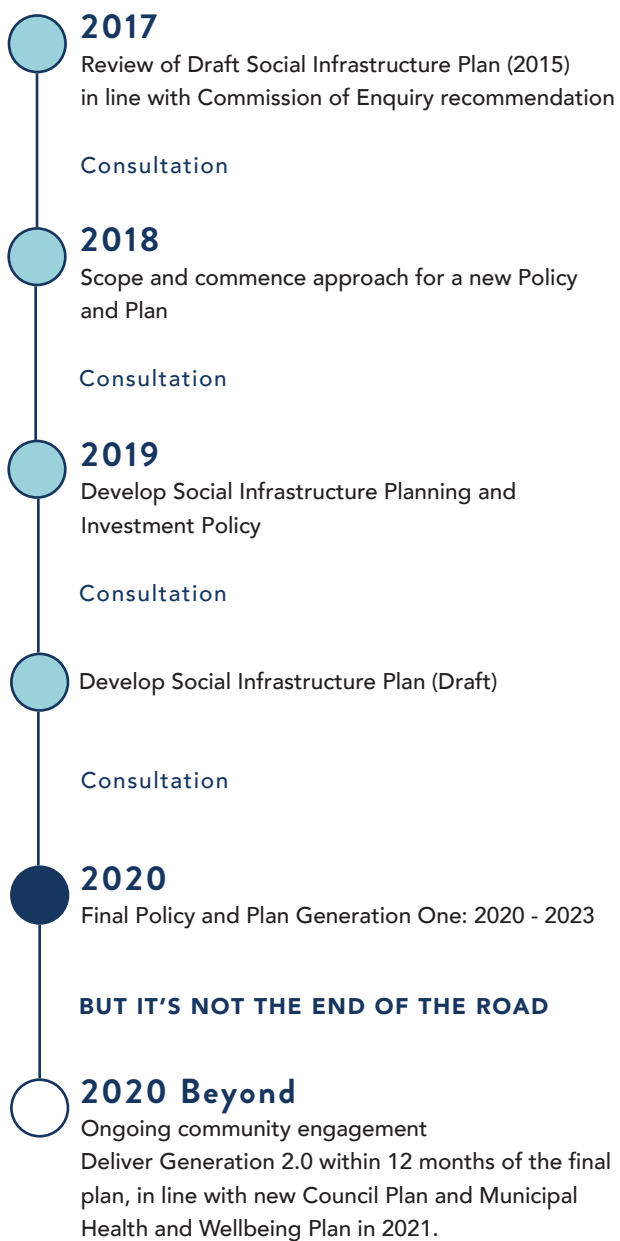 2017
Review of Draft Social Infrastructure Plan (2015)
in line with Commission of Enquiry recommendation
Consultation
2018
Scope and commence approach for a new Policy
and Plan
Consultation
2019
Develop Social Infrastructure Planning and
Investment Policy
Consultation
Develop Social Infrastructure Plan (Draft)
Consultation
2020
Final Policy and Plan Generation One: 2020 - 2023
BUT IT'S NOT THE END OF THE ROAD
2020 Beyond
Ongoing community engagement
Deliver Generation 2.0 within 12 months of the final
plan, in line with new Council Plan and Municipal
Health and Wellbeing Plan in 2021.